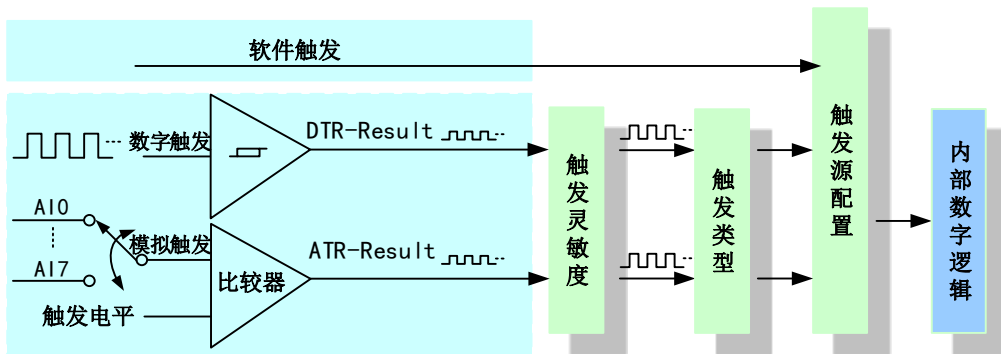 软件触发
数字触发
DTR-Result
AI0
模拟触发
ATR-Result
AI7
比较器
触发电平
触发灵敏度
触发类型
触发源配置
内部数字逻辑